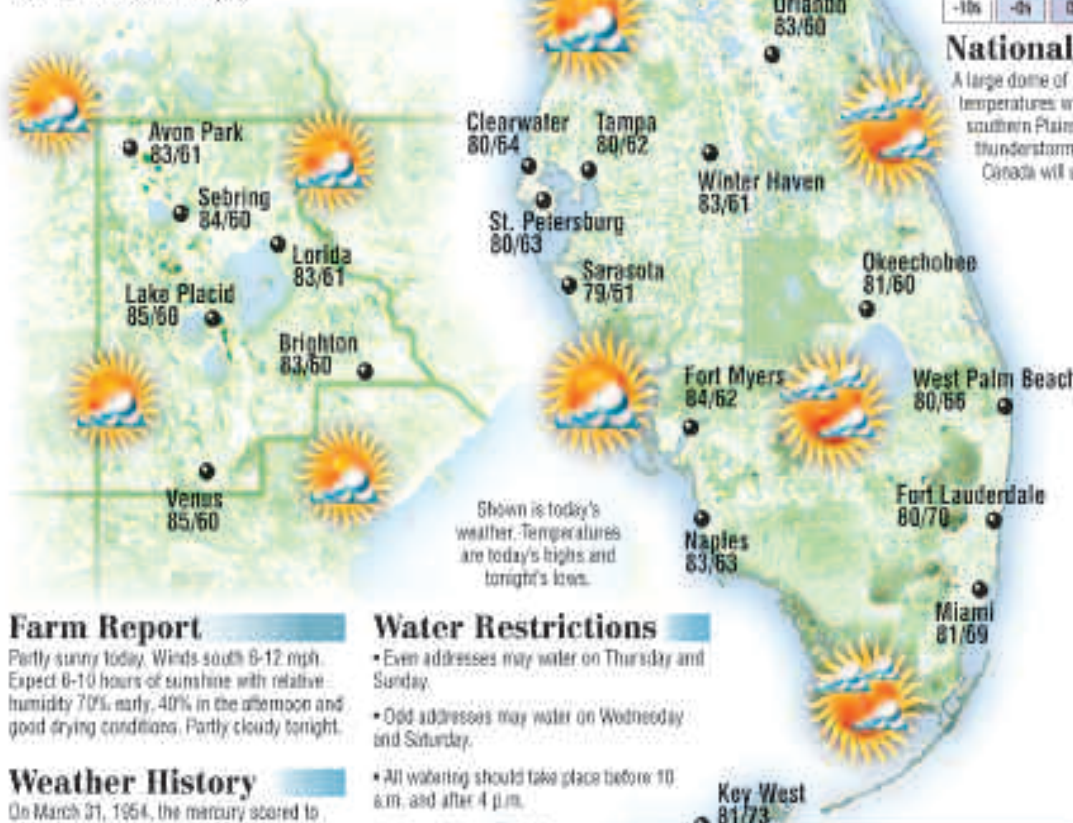 Orlando
83/60
-10s -0s
National
A large dome of
temperatures w
southern Plains
thunderstorm
Canada will
Avon Park
83/61
Sebring
84/60
Lorida
83/61
Lake Placid
85/60
Brighton
83/60
Venus
85/60
Clearwater
80/64
Tampa
80/62
Winter Haven
83/61
St. Petersburg
80/63
Sarasota
79/61
Okeechobee
81/60
Fort Myers
84/62
West Palm Beach
80/66
Fort Lauderdale
80/70
Naples
83/63
Miami
81/69
Key West
81/73
Shown is today's
weather. Temperatures
are today's highs and
tonight's lows.
Farm Report
Partly sunny today. Winds south 6-12 mph.
Expect 6-10 hours of sunshine with relative
humidity 70% early, 40% in the afternoon and
good drying conditions. Partly cloudy tonight.
Weather History
On March 31, 1954, the mercury soared to
Water Restrictions
• Even addresses may water on Thursday and
Sunday.
• Odd addresses may water on Wednesday
and Saturday.
• All watering should take place before 10
a.m. and after 4 p.m.